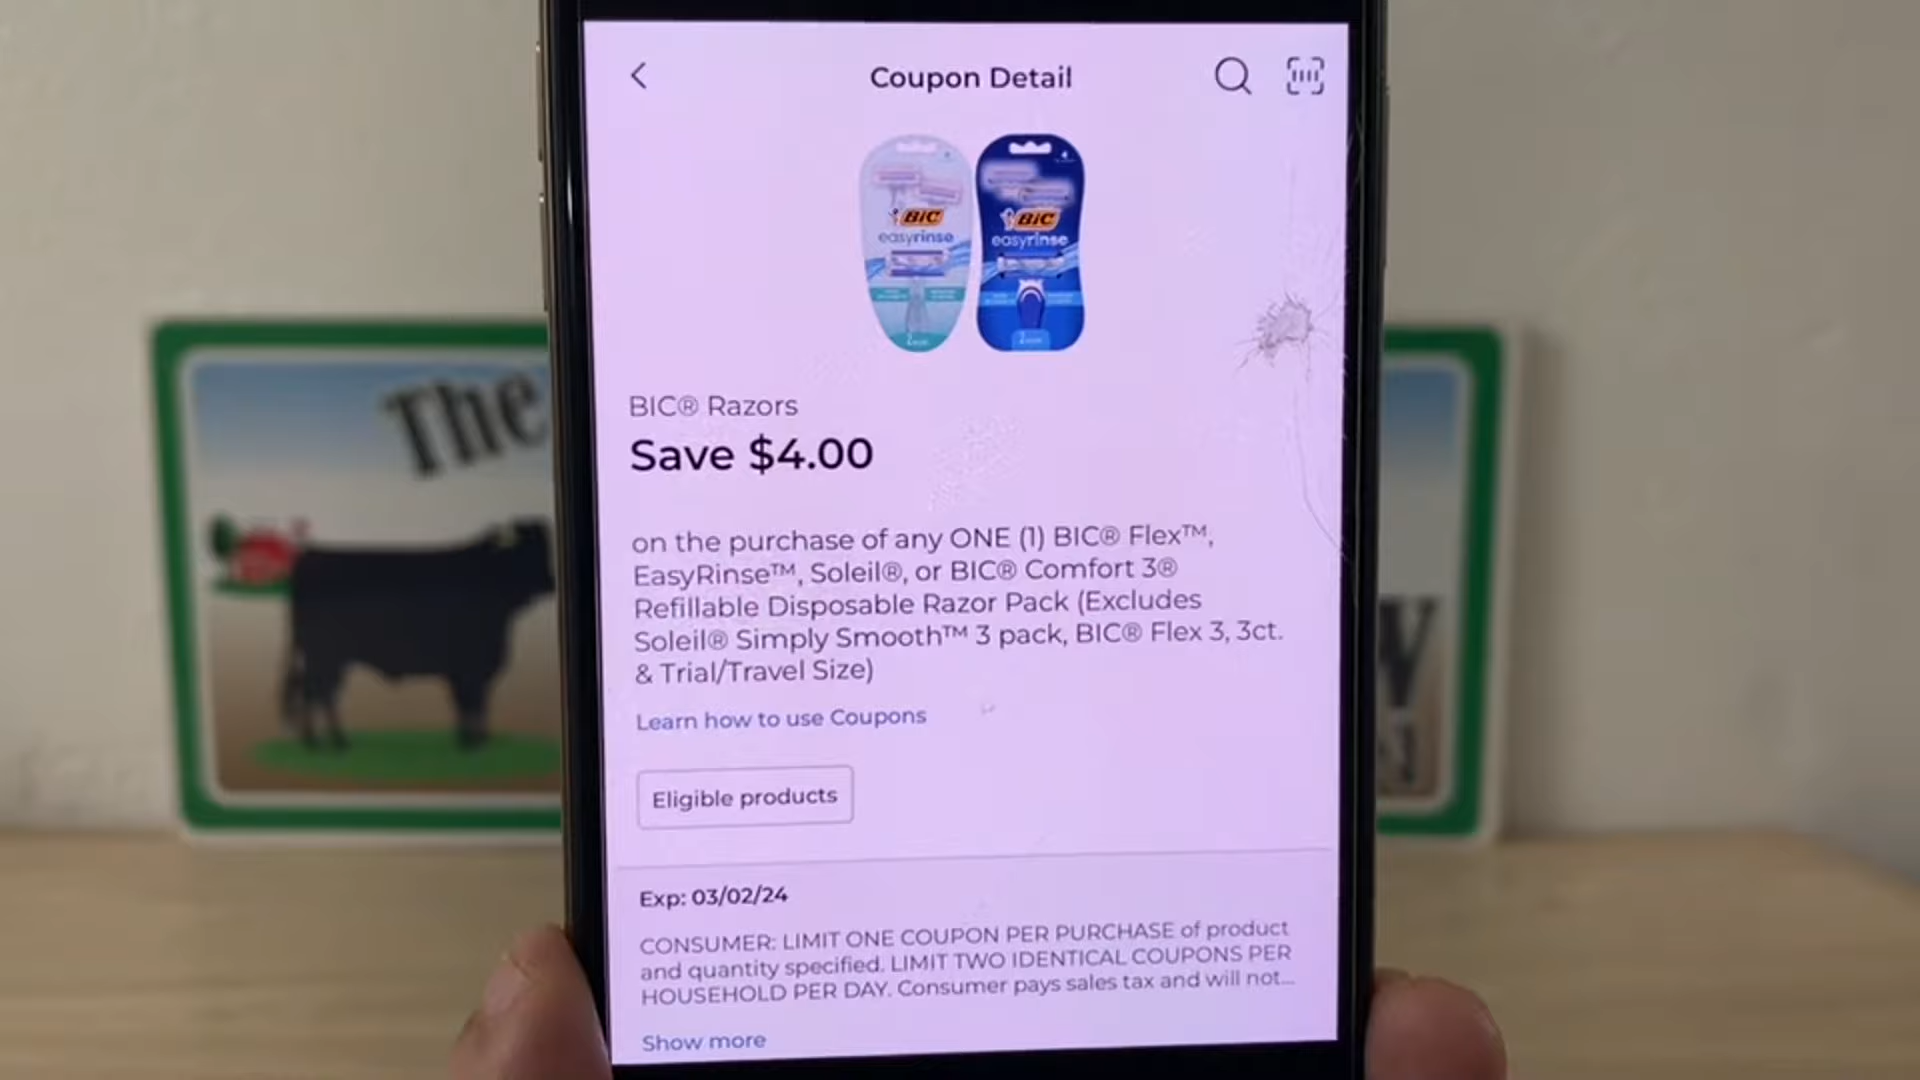 Coupon Detail
BIC
easyrinse
BIC
easyrinse
BIC® Razors
Save $4.00
on the purchase of any ONE (1) BIC® Flex™,
EasyRinse™, Soleil®, or BIC® Comfort 3®
Refillable Disposable Razor Pack (Excludes
Soleil® Simply Smooth™ 3 pack, BIC® Flex 3, 3ct.
& Trial/Travel Size)
Learn how to use Coupons
Eligible products
Exp: 03/02/24
CONSUMER: LIMIT ONE COUPON PER PURCHASE of product
and quantity specified. LIMIT TWO IDENTICAL COUPONS PER
HOUSEHOLD PER DAY. Consumer pays sales tax and will not...
Show more
The